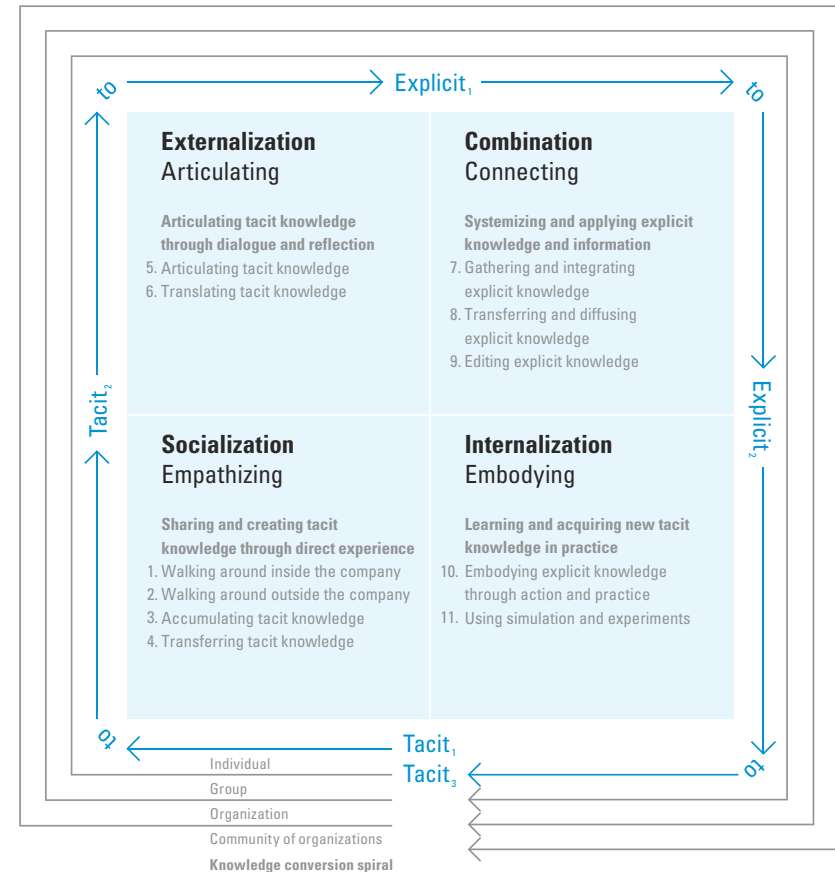 to
Explicit₁
to
Externalization
Articulating
Articulating tacit knowledge
through dialogue and reflection
5. Articulating tacit knowledge
6. Translating tacit knowledge
Combination
Connecting
Systemizing and applying explicit
knowledge and information
7. Gathering and integrating
explicit knowledge
8. Transferring and diffusing
explicit knowledge
9. Editing explicit knowledge
Tacit₂
Explicit₂
Socialization
Empathizing
Sharing and creating tacit
knowledge through direct experience
1. Walking around inside the company
2. Walking around outside the company
3. Accumulating tacit knowledge
4. Transferring tacit knowledge
Internalization
Embodying
Learning and acquiring new tacit
knowledge in practice
10. Embodying explicit knowledge
through action and practice
11. Using simulation and experiments
to
Tacit₁
Tacit₃
to
Individual
Group
Organization
Community of organizations
Knowledge conversion spiral